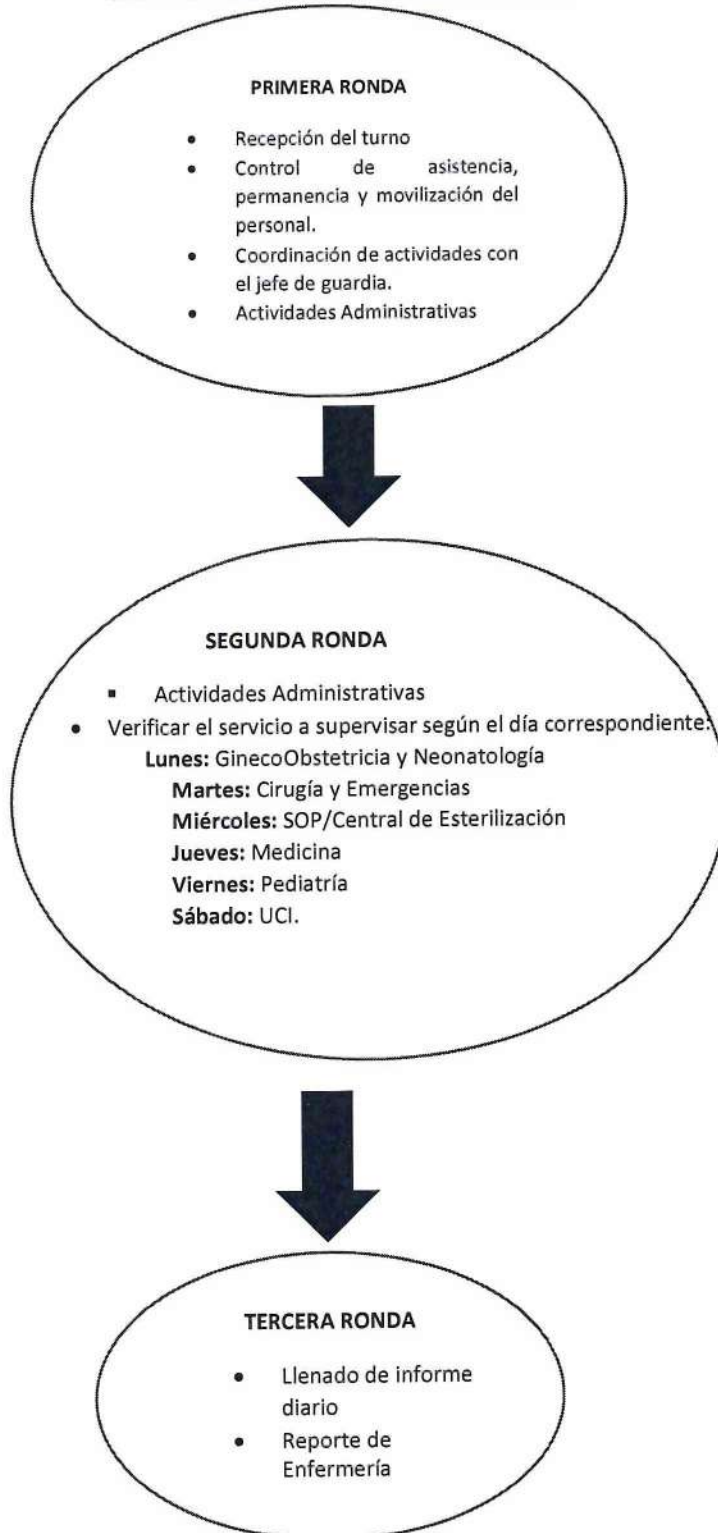 PRIMERA RONDA
• Recepción del turno
• Control de asistencia,
permanencia y movilización del
personal.
• Coordinación de actividades con
el jefe de guardia.
• Actividades Administrativas
SEGUNDA RONDA
▪ Actividades Administrativas
• Verificar el servicio a supervisar según el día correspondiente:
Lunes: GinecoObstetricia y Neonatología
Martes: Cirugía y Emergencias
Miércoles: SOP/Central de Esterilización
Jueves: Medicina
Viernes: Pediatría
Sábado: UCI.
TERCERA RONDA
• Llenado de informe
diario
• Reporte de
Enfermería